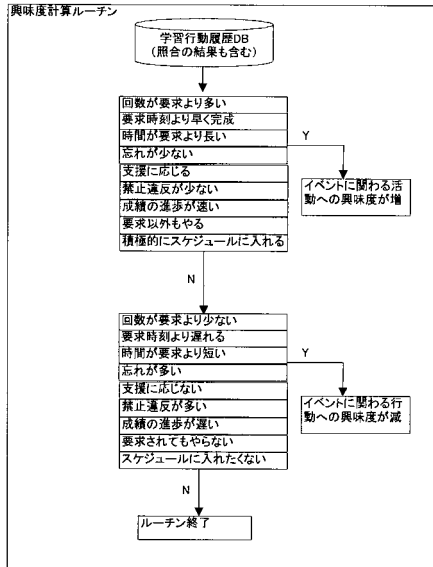 興味度計算ルーチン
学習行動履歴DB
(照合の結果も含む)
回数が要求より多い
要求時刻より早く完成
時間が要求より長い
忘れが少ない
支援に応じる
禁止違反が少ない
成績の進歩が速い
要求以外もやる
積極的にスケジュールに入れる
Y
イベントに関わる活
動への興味度が増
N
回数が要求より少ない
要求時刻より遅れる
時間が要求より短い
忘れが多い
支援に応じない
禁止違反が多い
成績の進歩が遅い
要求されてもやらない
スケジュールに入れたくない
Y
イベントに関わる行
動への興味度が減
N
ルーチン終了